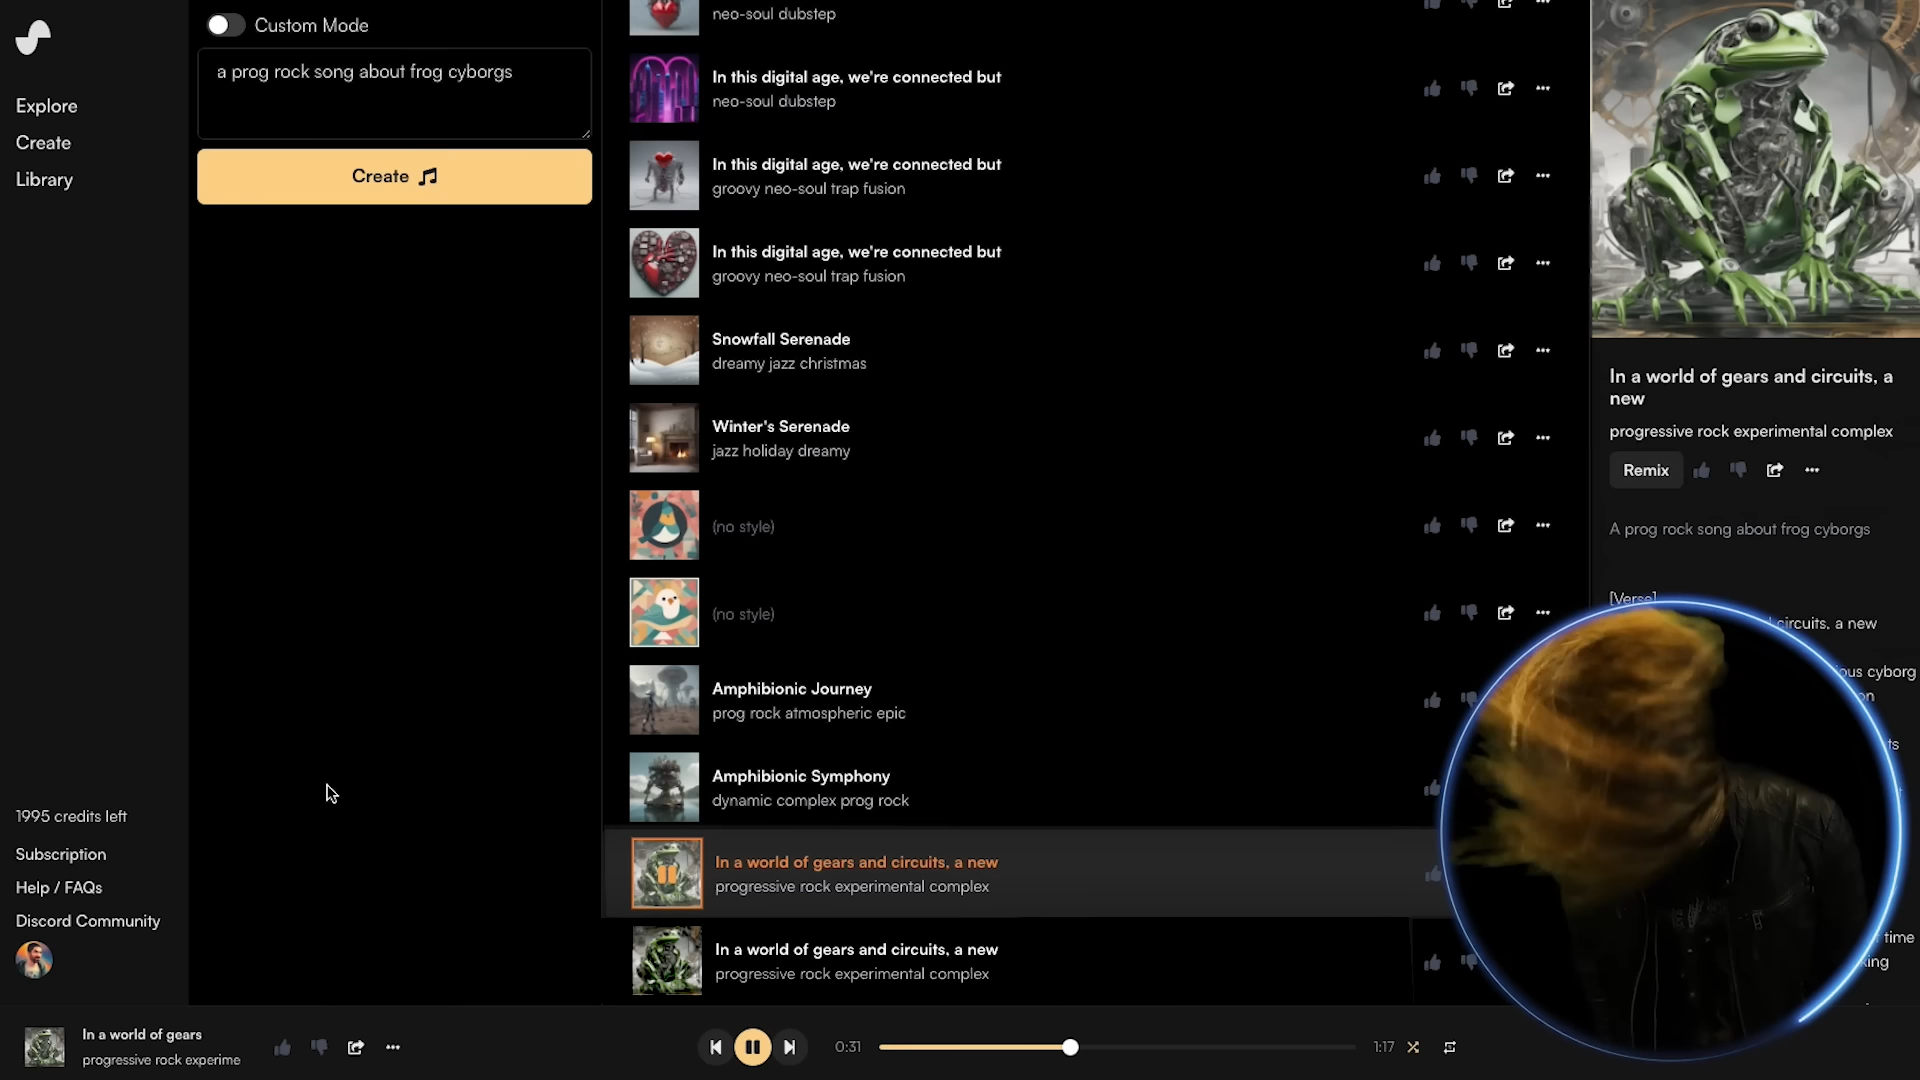 Explore
Create
Library
1995 credits left
Subscription
Help / FAQs
Discord Community
Custom Mode
a prog rock song about frog cyborgs
Create
neo-soul dubstep
In this digital age, we're connected but
neo-soul dubstep
In this digital age, we're connected but
groovy neo-soul trap fusion
In this digital age, we're connected but
groovy neo-soul trap fusion
Snowfall Serenade
dreamy jazz christmas
Winter's Serenade
jazz holiday dreamy
(no style)
(no style)
Amphibionic Journey
prog rock atmospheric epic
Amphibionic Symphony
dynamic complex prog rock
In a world of gears and circuits, a new
progressive rock experimental complex
In a world of gears and circuits, a new
progressive rock experimental complex
In a world of gears and circuits, a
new
progressive rock experimental complex
Remix
A prog rock song about frog cyborgs
[Verse]
circuits, a new
cyborg
time
In a world of gears
progressive rock experime
0:31
1:17